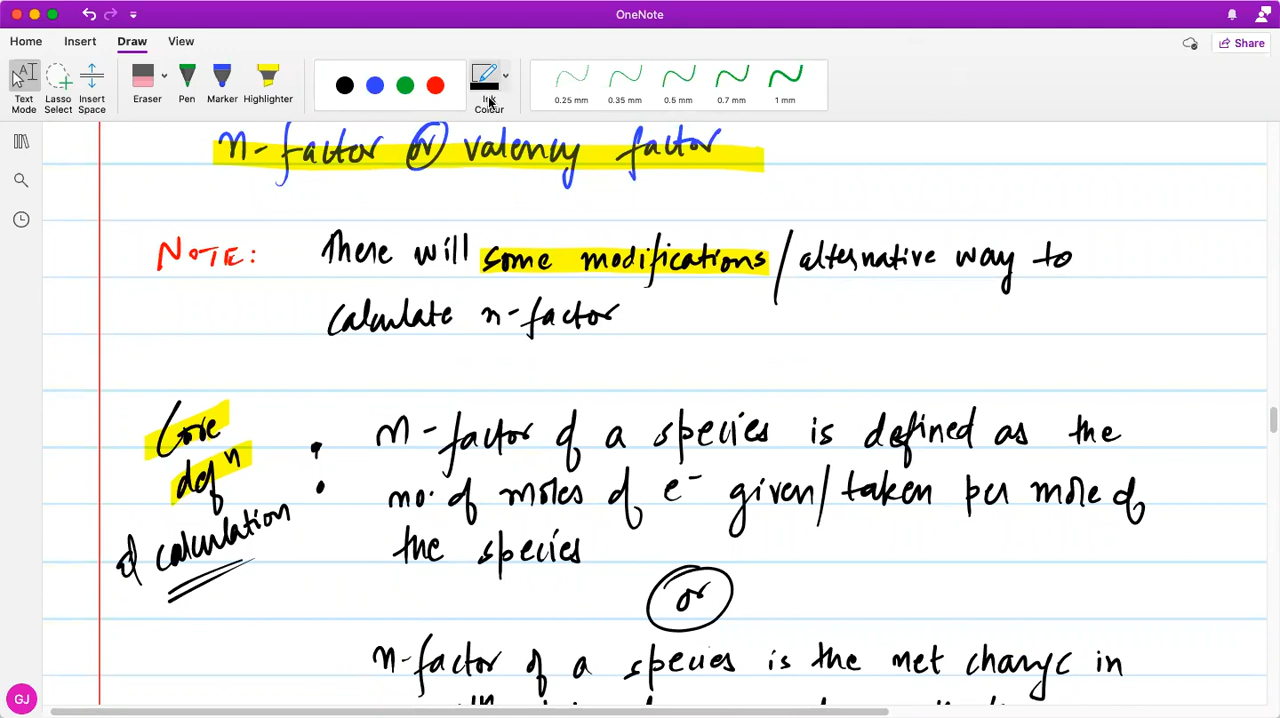 OneNote
Home Insert Draw View
Share
Text Mode
Lasso Select
Insert Space
Eraser
Pen
Marker
Highlighter
Ink Colour
0.25 mm
0.35 mm
0.5 mm
0.7 mm
1 mm
n-factor or valency factor
NOTE: There will some modifications/alternative way to
calculate n-factor
Core
defn
of calculation
: n-factor of a species is defined as the
no. of moles of e- given/taken per mole of
the species
or
n-factor of a species is the net change in
GJ